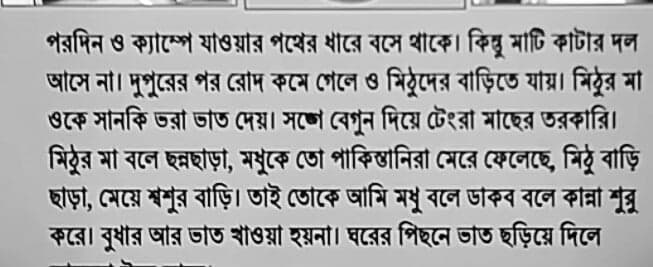 পরদিন ও ক্যাম্পে যাওয়ার পথের ধারে বসে থাকে। কিন্তু মাটি কাটার দল
আসে না। দুপুরের পর রোদ কমে গেলে ও মিঠুদের বাড়িতে যায়। মিঠুর মা
ওকে সানকি ভরা ভাত দেয়। সঙ্গে বেগুন দিয়ে টেংরা মাছের তরকারি।
মিঠুর মা বলে ছন্নছাড়া, মধুকে তো পাকিস্তানিরা মেরে ফেলেছে, মিঠু বাড়ি
ছাড়া, মেয়ে শ্বশুর বাড়ি। তাই তোকে আমি মধু বলে ডাকব বলে কান্না শুরু
করে। বুধার আর ভাত খাওয়া হয়না। ঘরের পিছনে ভাত ছড়িয়ে দিলে